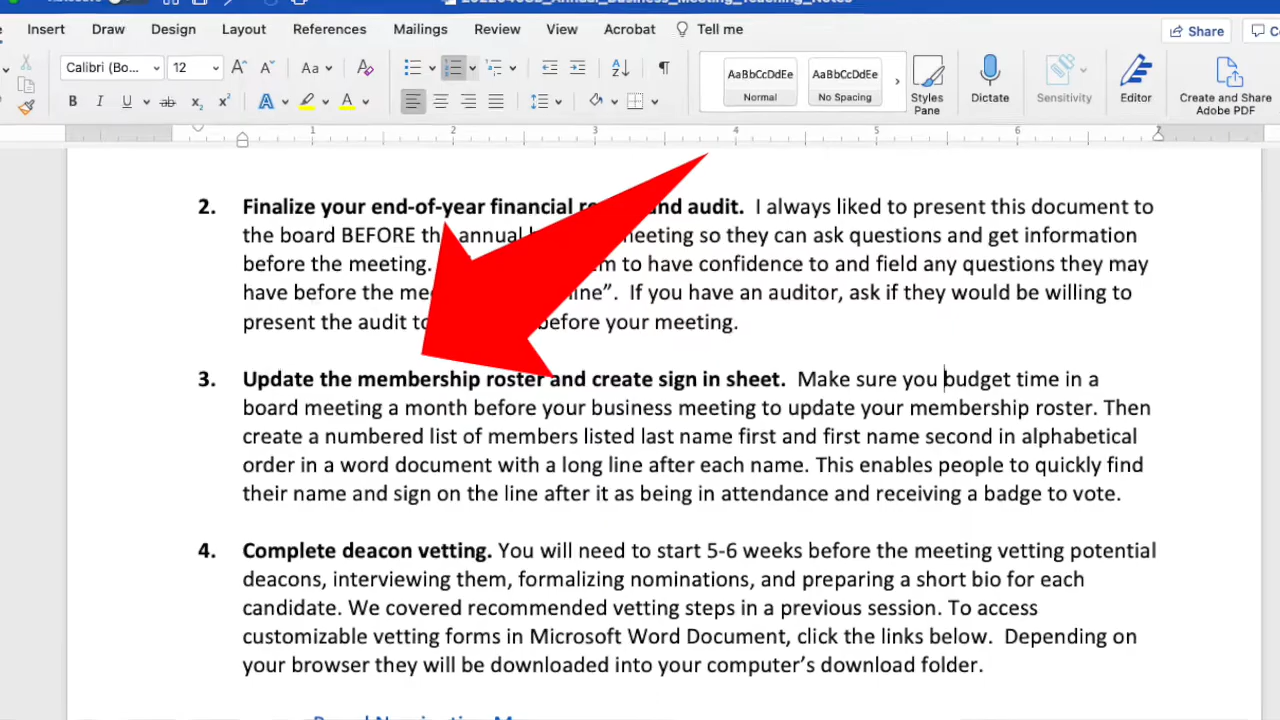 Insert Draw Design Layout References Mailings Review View Acrobat Tell me Share
Calibri (Bo... 12 Aa
AaBbCcDdEe AaBbCcDdEe
Normal No Spacing Styles Pane Dictate Sensitivity Editor Create and Share Adobe PDF
1 2 3 4 5 6 7
2. Finalize your end-of-year financial and audit. I always liked to present this document to
the board BEFORE annual meeting so they can ask questions and get information
before the meeting. to have confidence to and field any questions they may
have before the If you have an auditor, ask if they would be willing to
present the audit before your meeting.
3. Update the membership roster and create sign in sheet. Make sure you budget time in a
board meeting a month before your business meeting to update your membership roster. Then
create a numbered list of members listed last name first and first name second in alphabetical
order in a word document with a long line after each name. This enables people to quickly find
their name and sign on the line after it as being in attendance and receiving a badge to vote.
4. Complete deacon vetting. You will need to start 5-6 weeks before the meeting vetting potential
deacons, interviewing them, formalizing nominations, and preparing a short bio for each
candidate. We covered recommended vetting steps in a previous session. To access
customizable vetting forms in Microsoft Word Document, click the links below. Depending on
your browser they will be downloaded into your computer's download folder.